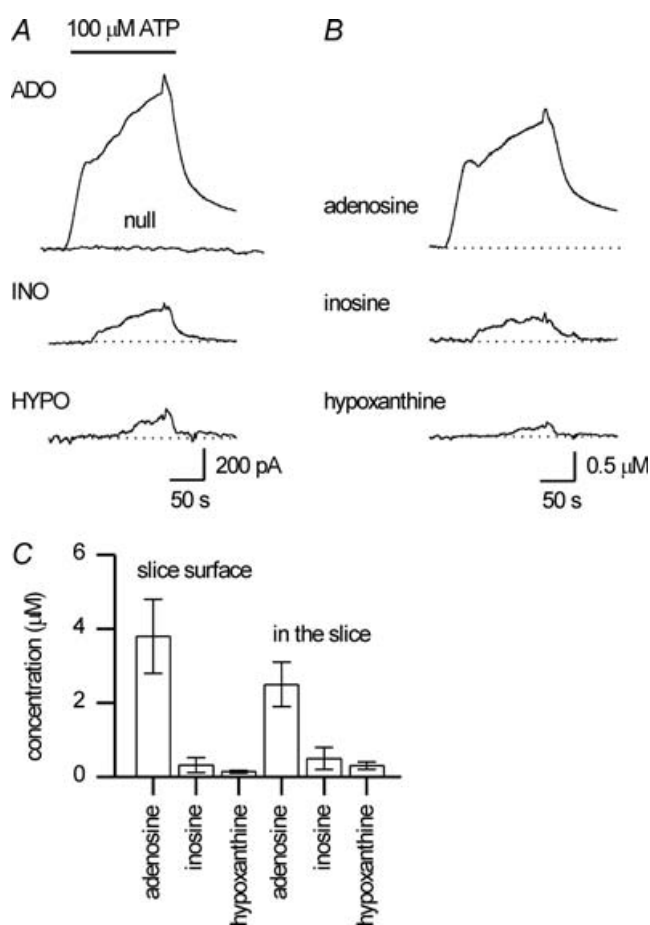 A
100 μM ATP
ADO
null
INO
HYPO
200 pA
50 s
B
adenosine
inosine
hypoxanthine
0.5 μM
50 s
C
concentration (μM)
6
4
2
0
slice surface
in the slice
adenosine
inosine
hypoxanthine
adenosine
inosine
hypoxanthine